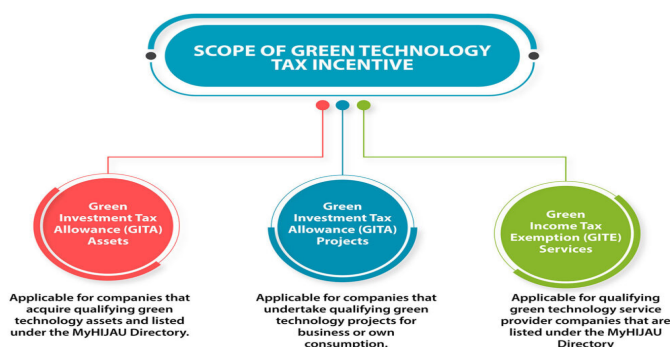 SCOPE OF GREEN TECHNOLOGY
TAX INCENTIVE
Green
Investment Tax
Allowance (GITA)
Assets
Applicable for companies that
acquire qualifying green
technology assets and listed
under the MyHIJAU Directory.
Green
Investment Tax
Allowance (GITA)
Projects
Applicable for companies that
undertake qualifying green
technology projects for
business or own
consumption.
Green
Income Tax
Exemption (GITE)
Services
Applicable for qualifying
green technology service
provider companies that are
listed under the MyHIJAU
Directory